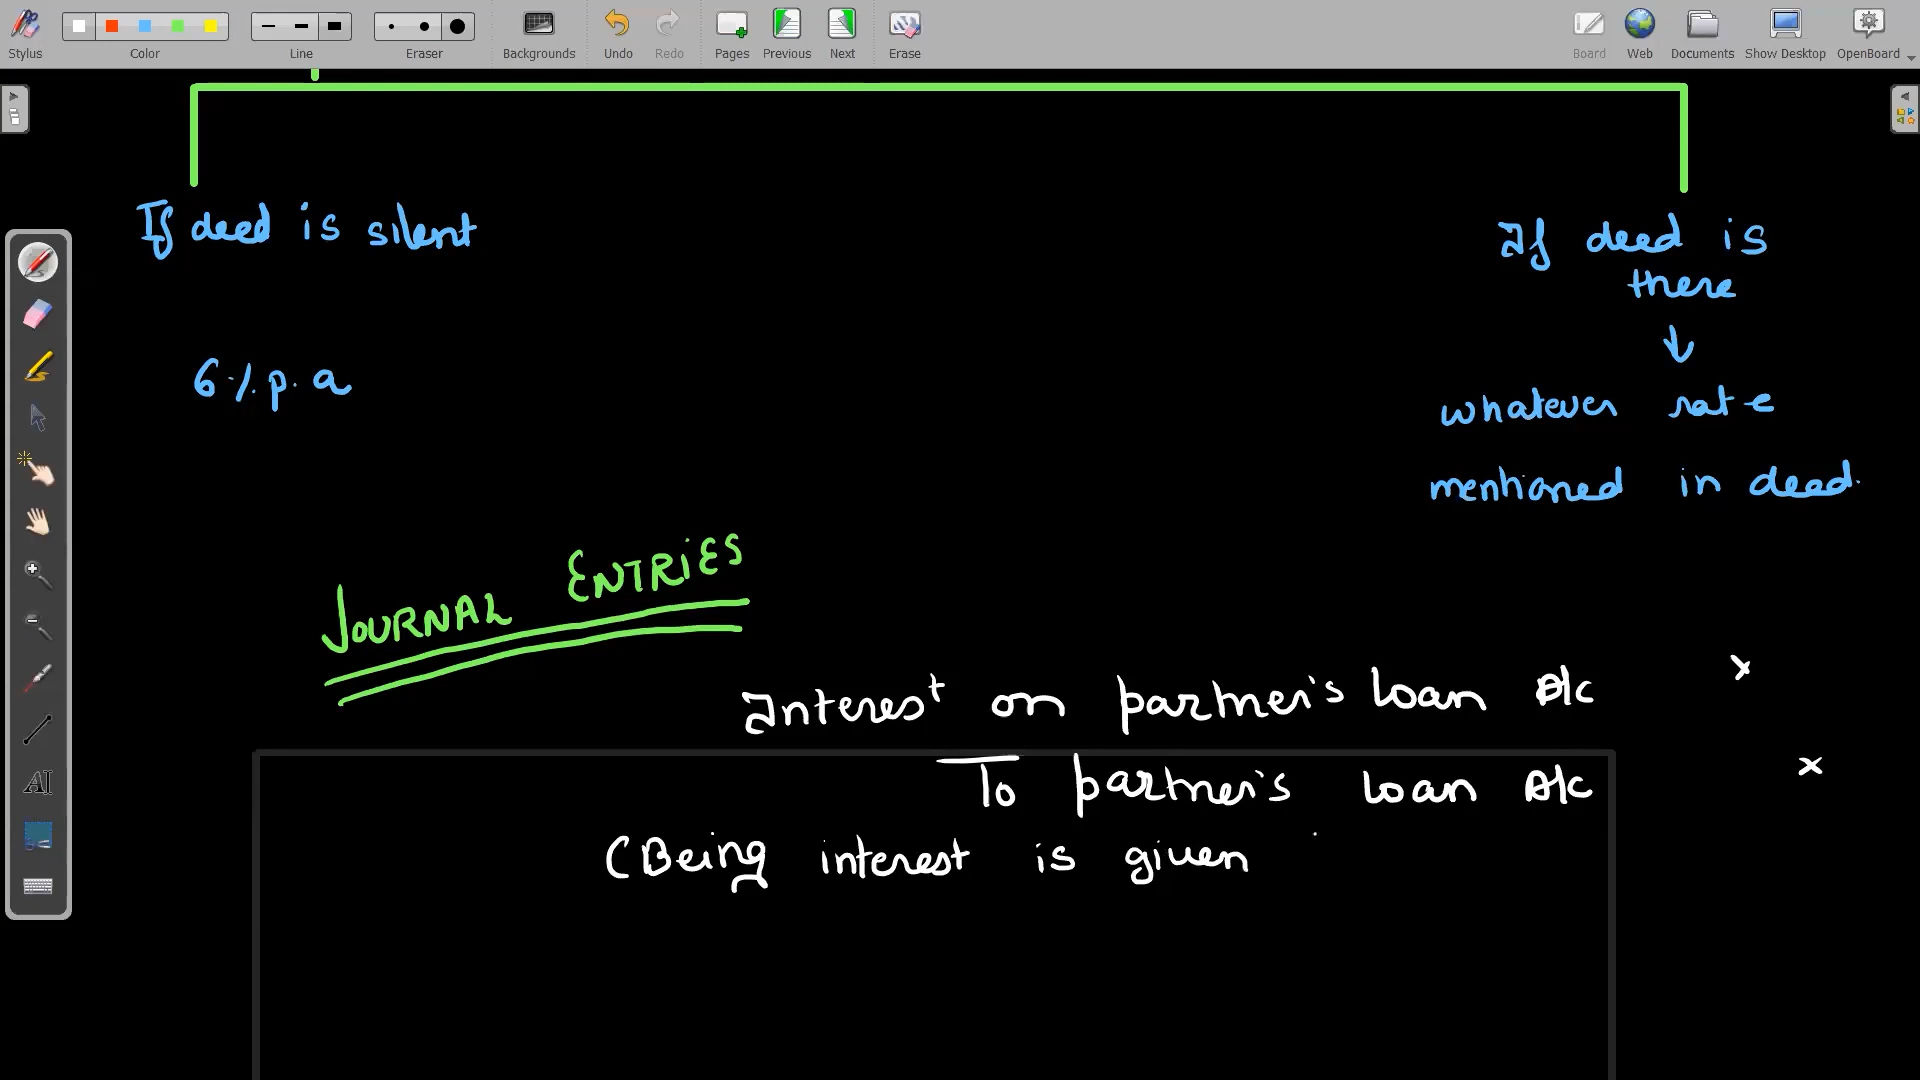 Stylus Color Line Eraser Backgrounds Undo Redo Pages Previous Next Erase Board Web Documents Show Desktop OpenBoard
If deed is silent
If deed is
there
6%p.a
whatever rate
mentioned in deed.
JOURNAL ENTRIES
Interest on partner's Loan A/c x
To partner's Loan A/c x
(Being interest is given
AI